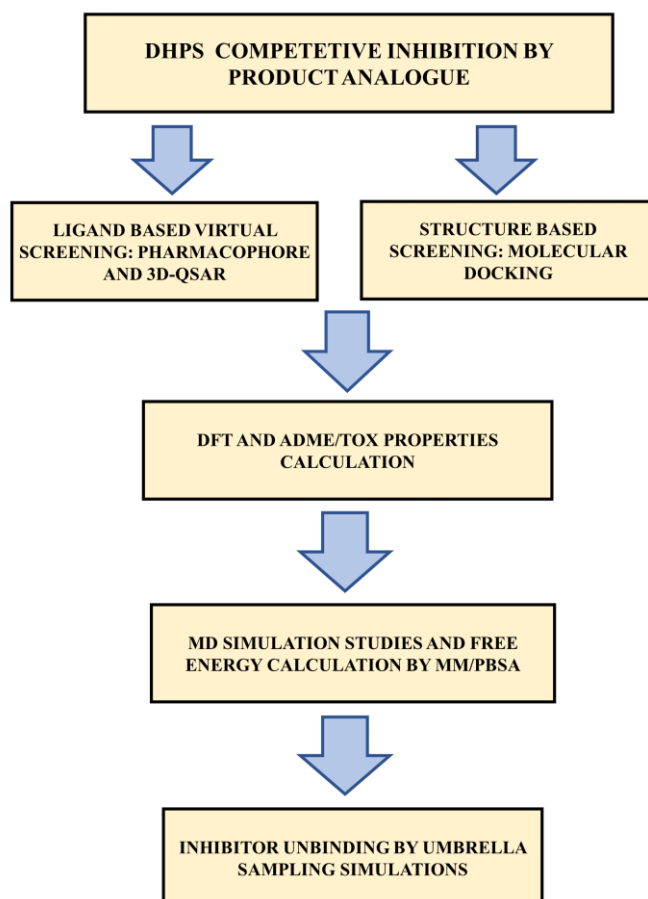 DHPS COMPETETIVE INHIBITION BY
PRODUCT ANALOGUE
LIGAND BASED VIRTUAL
SCREENING: PHARMACOPHORE
AND 3D-QSAR
STRUCTURE BASED
SCREENING: MOLECULAR
DOCKING
DFT AND ADME/TOX PROPERTIES
CALCULATION
MD SIMULATION STUDIES AND FREE
ENERGY CALCULATION BY MM/PBSA
INHIBITOR UNBINDING BY UMBRELLA
SAMPLING SIMULATIONS